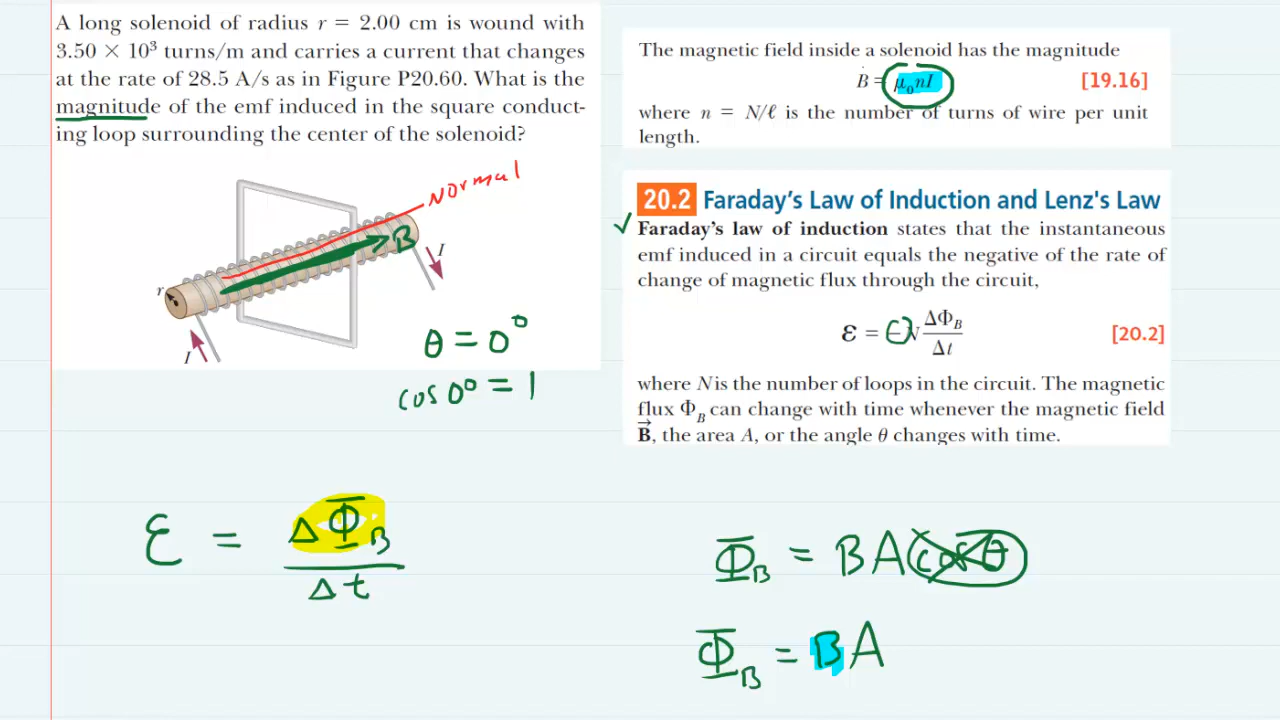 A long solenoid of radius r = 2.00 cm is wound with
3.50 × 10³ turns/m and carries a current that changes
at the rate of 28.5 A/s as in Figure P20.60. What is the
magnitude of the emf induced in the square conduct-
ing loop surrounding the center of the solenoid?
Normal
B
I
r
I
θ = 0°
cos 0° = 1
The magnetic field inside a solenoid has the magnitude
B = μ₀nI [19.16]
where n = N/ℓ is the number of turns of wire per unit
length.
20.2 Faraday's Law of Induction and Lenz's Law
Faraday's law of induction states that the instantaneous
emf induced in a circuit equals the negative of the rate of
change of magnetic flux through the circuit,
ε = −N ΔΦ_B / Δt [20.2]
where N is the number of loops in the circuit. The magnetic
flux Φ_B can change with time whenever the magnetic field
B⃗, the area A, or the angle θ changes with time.
ε = ΔΦ_B / Δt
Φ_B = BA cos θ
Φ_B = BA